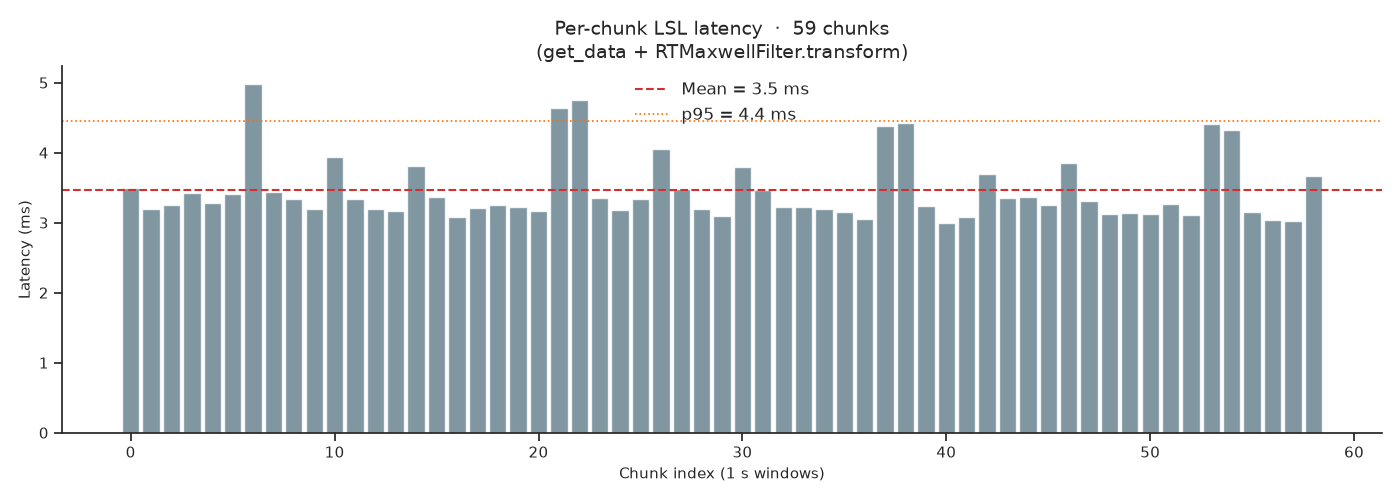 Per-chunk LSL latency  ·  59 chunks
(get_data + RTMaxwellFilter.transform)
Mean = 3.5 ms
p95 = 4.4 ms
Latency (ms)
5
4
3
2
1
0
0 10 20 30 40 50 60
Chunk index (1 s windows)